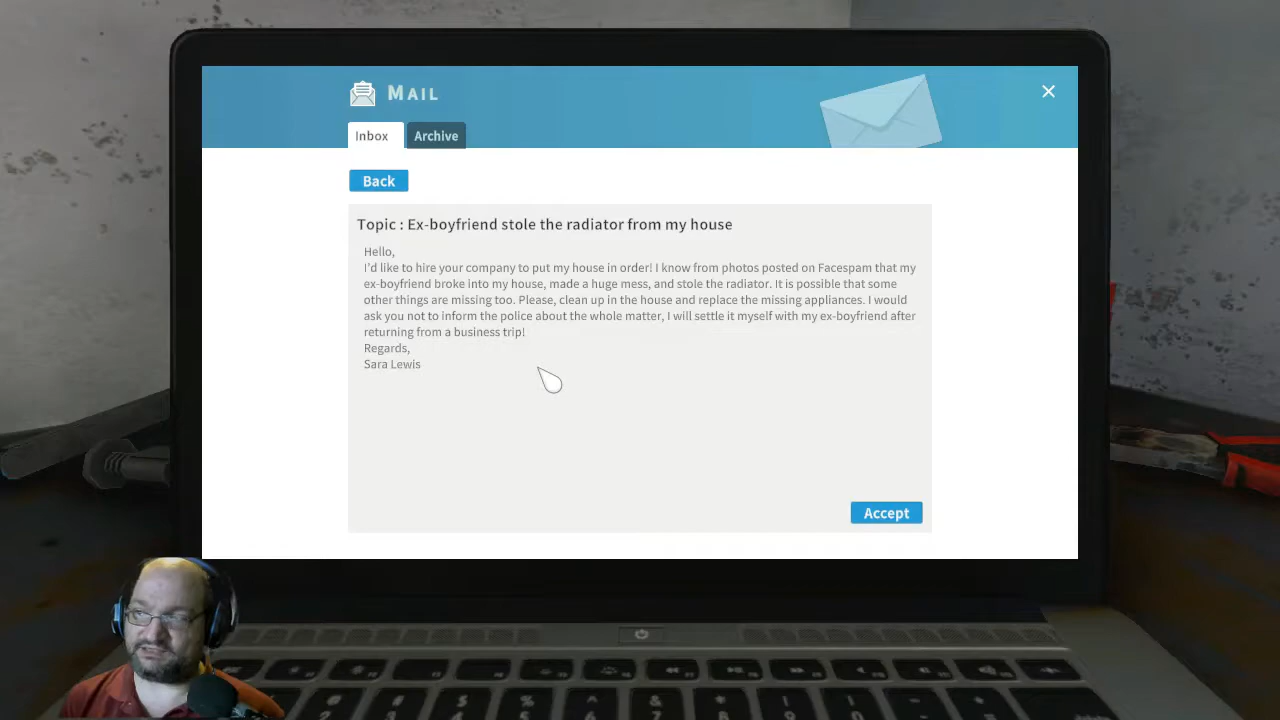 MAIL
Inbox
Archive
Back
Topic : Ex-boyfriend stole the radiator from my house
Hello,
I'd like to hire your company to put my house in order! I know from photos posted on Facespam that my
ex-boyfriend broke into my house, made a huge mess, and stole the radiator. It is possible that some
other things are missing too. Please, clean up in the house and replace the missing appliances. I would
ask you not to inform the police about the whole matter, I will settle it myself with my ex-boyfriend after
returning from a business trip!
Regards,
Sara Lewis
Accept